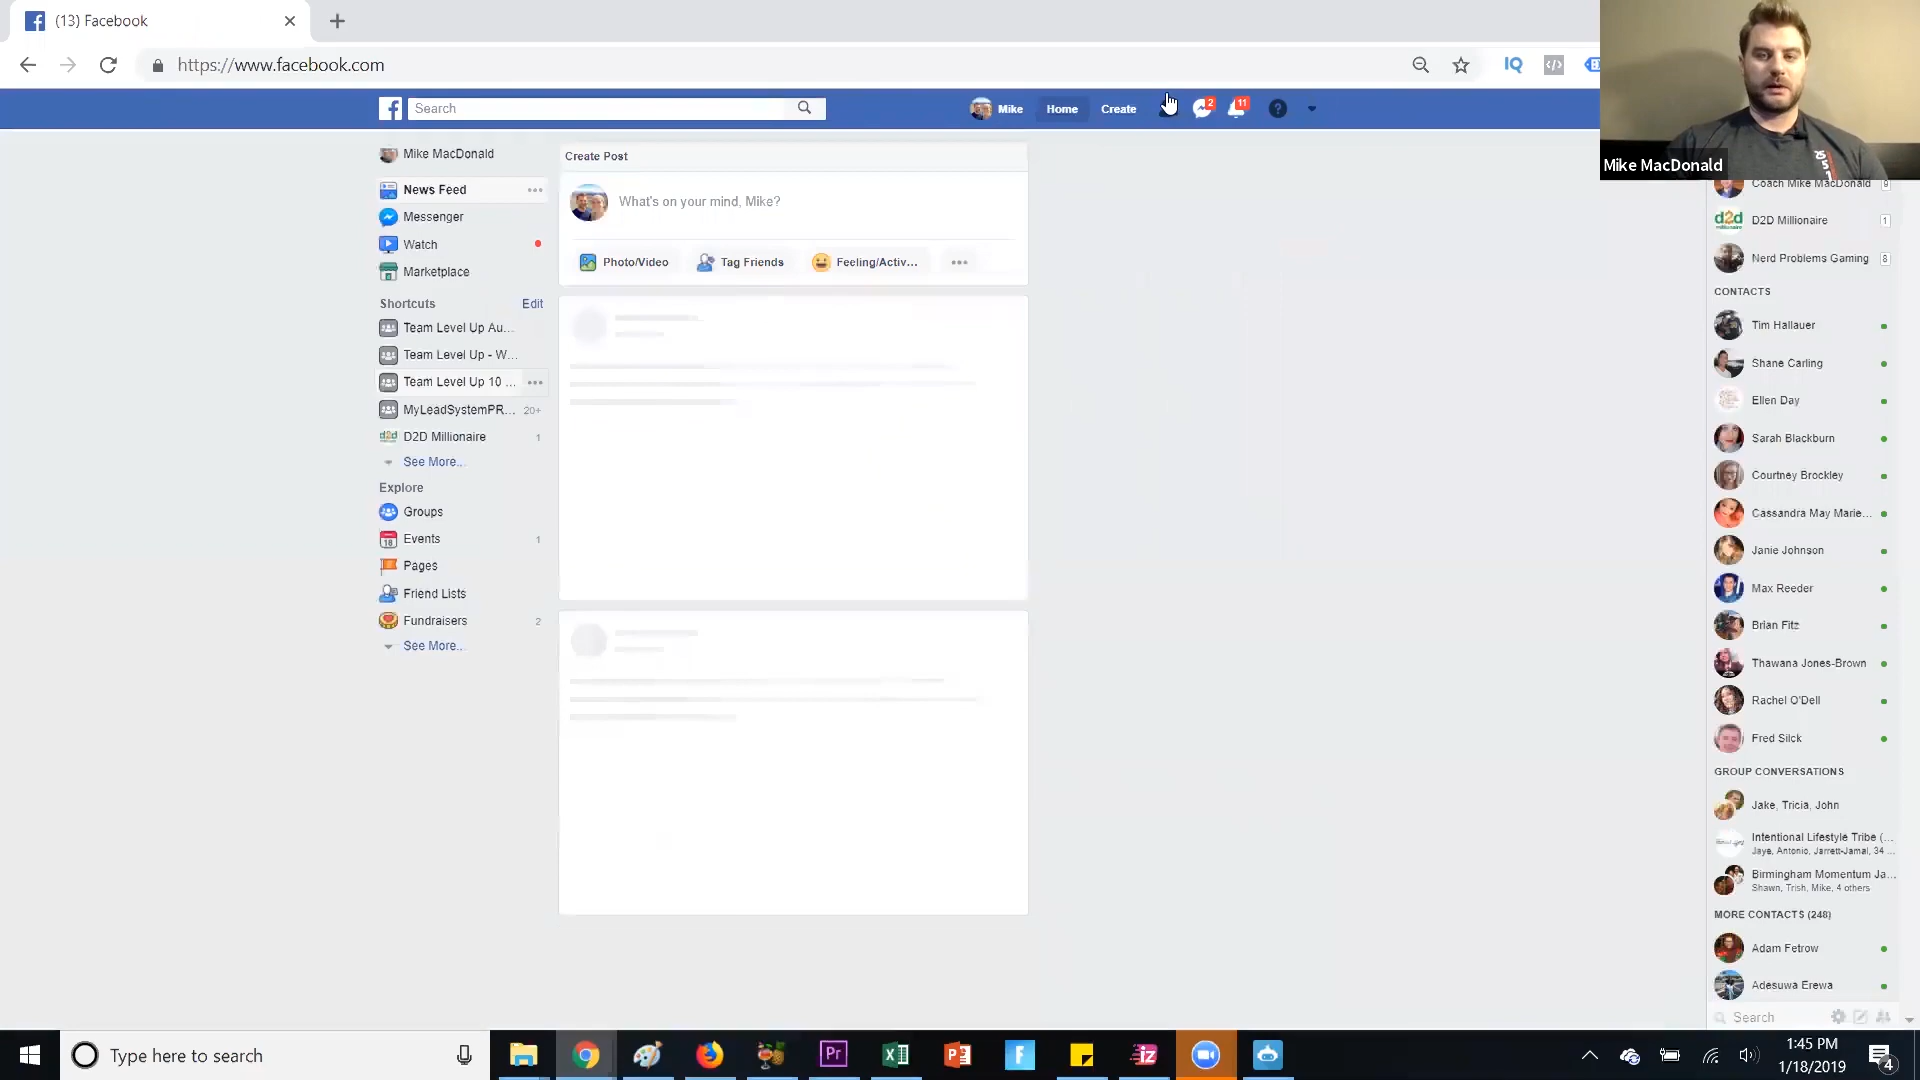 (13) Facebook
https://www.facebook.com
IQ
Search
Mike
Home
Create
2
11
Mike MacDonald
Mike MacDonald
News Feed
Messenger
Watch
Marketplace
Shortcuts
Edit
Team Level Up Au...
Team Level Up - W...
Team Level Up 10 ...
MyLeadSystemPR...
20+
D2D Millionaire
1
See More...
Explore
Groups
Events
1
Pages
Friend Lists
Fundraisers
2
See More...
Create Post
What's on your mind, Mike?
Photo/Video
Tag Friends
Feeling/Activ...
Coach Mike MacDonald
9
D2D Millionaire
1
Nerd Problems Gaming
8
CONTACTS
Tim Hallauer
Shane Carling
Ellen Day
Sarah Blackburn
Courtney Brockley
Cassandra May Marie...
Janie Johnson
Max Reeder
Brian Fitz
Thawana Jones-Brown
Rachel O'Dell
Fred Silck
GROUP CONVERSATIONS
Jake, Tricia, John
Intentional Lifestyle Tribe (...
Jaye, Antonio, Jarrett-Jamal, 34 ...
Birmingham Momentum Ja...
Shawn, Trish, Mike, 4 others
MORE CONTACTS (248)
Adam Fetrow
Adesuwa Erewa
Search
Type here to search
Pr
iz
1:45 PM
1/18/2019
4